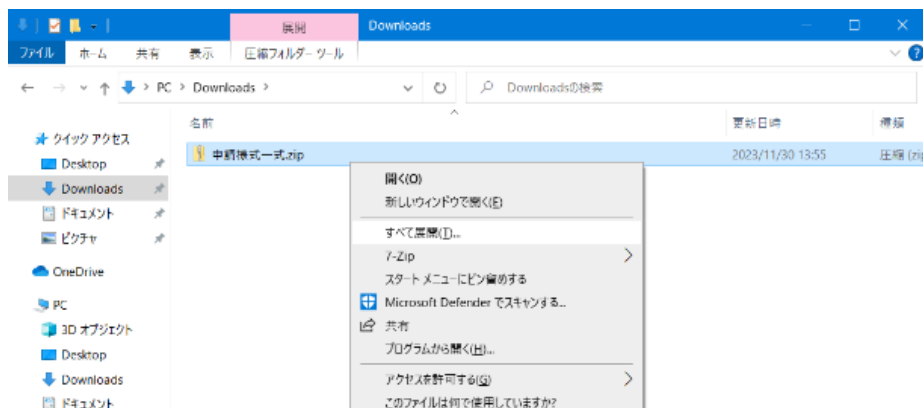 展開
Downloads
ファイル
ホーム
共有
表示
圧縮フォルダー ツール
PC > Downloads >
Downloadsの検索
名前
更新日時
種類
クイック アクセス
Desktop
Downloads
ドキュメント
ピクチャ
OneDrive
PC
3D オブジェクト
Desktop
Downloads
ドキュメント
申請様式一式.zip
2023/11/30 13:55
圧縮 (zip
開く(O)
新しいウィンドウで開く(E)
すべて展開(T)...
7-Zip
スタート メニューにピン留めする
Microsoft Defender でスキャンする...
共有
プログラムから開く(H)...
アクセスを許可する(G)
このファイルは何で使用していますか?